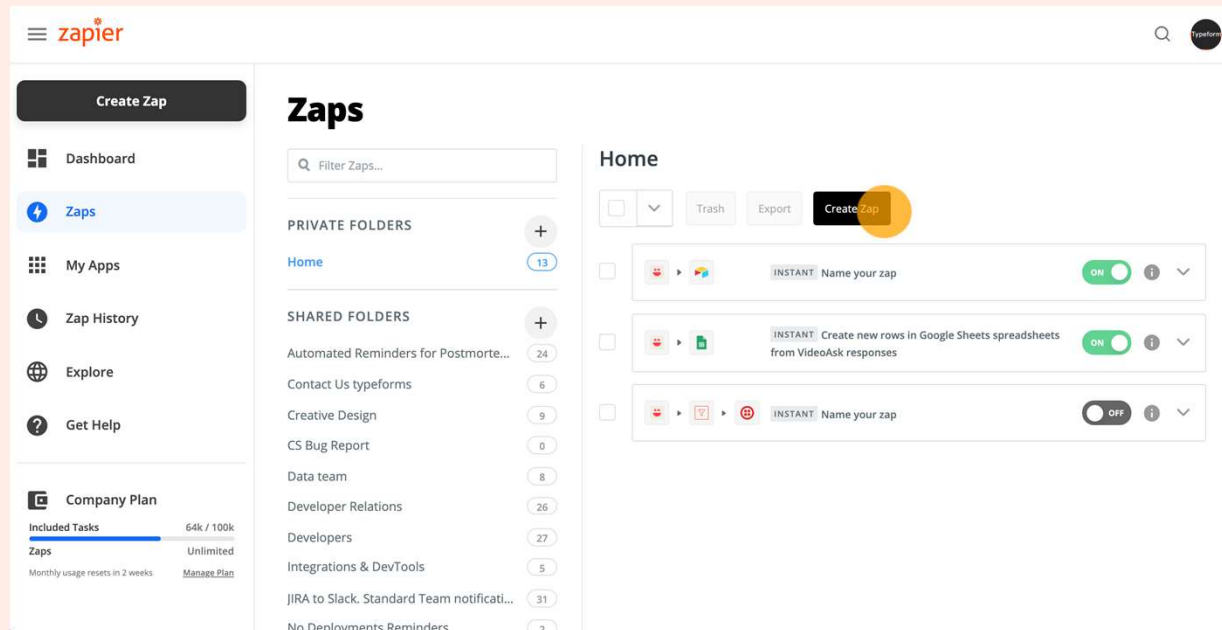 zapier
Typeform
Create Zap
Dashboard
Zaps
My Apps
Zap History
Explore
Get Help
Company Plan
Included Tasks 64k / 100k
Zaps Unlimited
Monthly usage resets in 2 weeks Manage Plan
Zaps
Filter Zaps...
PRIVATE FOLDERS
Home 13
SHARED FOLDERS
Automated Reminders for Postmorte... 24
Contact Us typeforms 6
Creative Design 9
CS Bug Report 0
Data team 8
Developer Relations 26
Developers 27
Integrations & DevTools 5
JIRA to Slack. Standard Team notificati... 31
No Deployments Reminders 2
Home
Trash Export Create Zap
INSTANT Name your zap ON
INSTANT Create new rows in Google Sheets spreadsheets
from VideoAsk responses ON
INSTANT Name your zap OFF